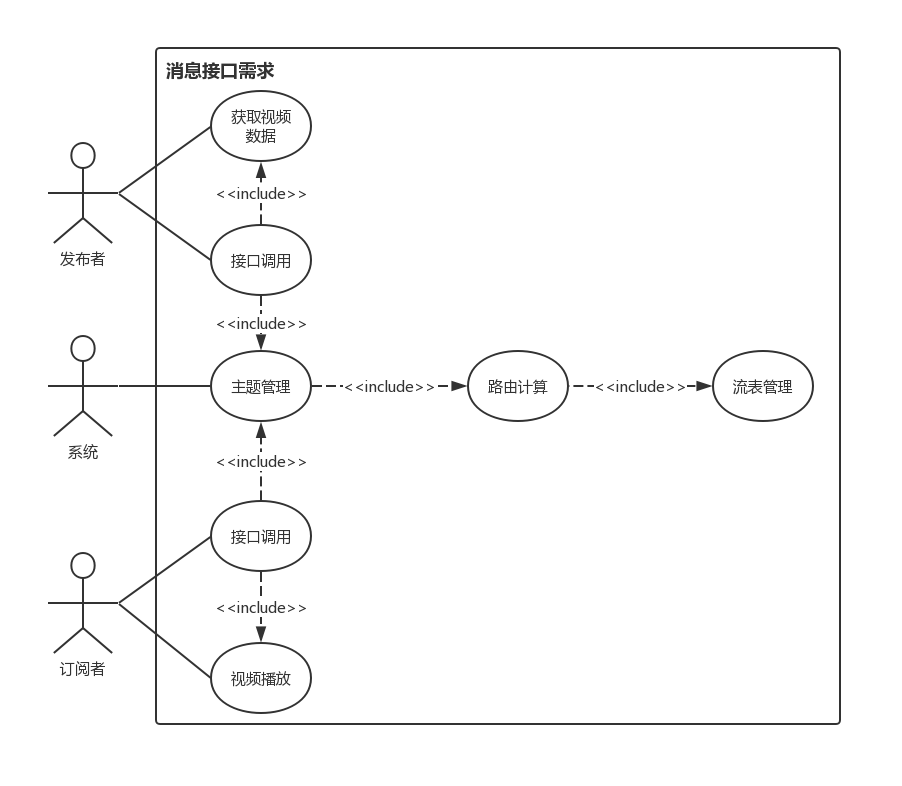 消息接口需求
获取视频
数据
<<include>>
发布者
接口调用
<<include>>
主题管理
<<include>>
路由计算
<<include>>
流表管理
系统
<<include>>
接口调用
<<include>>
订阅者
视频播放